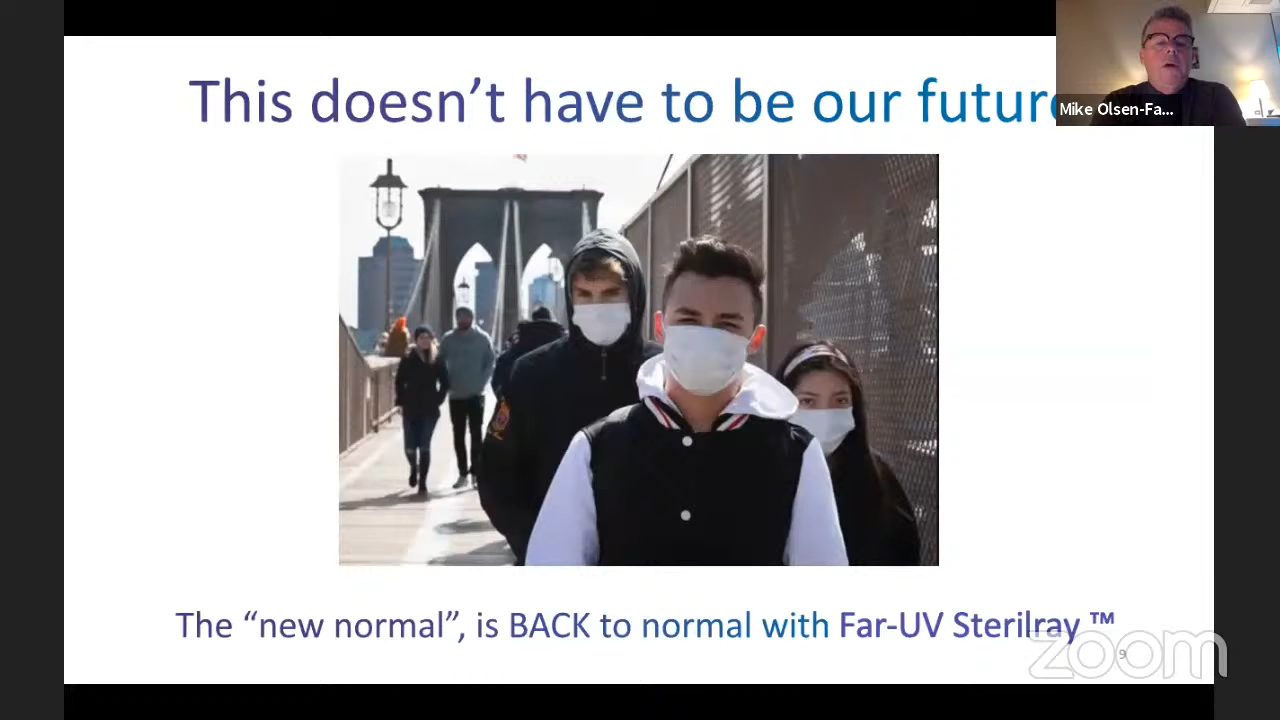 This doesn't have to be our future
Mike Olsen-Fa...
The “new normal”, is BACK to normal with Far-UV Sterilray ™
9
zoom